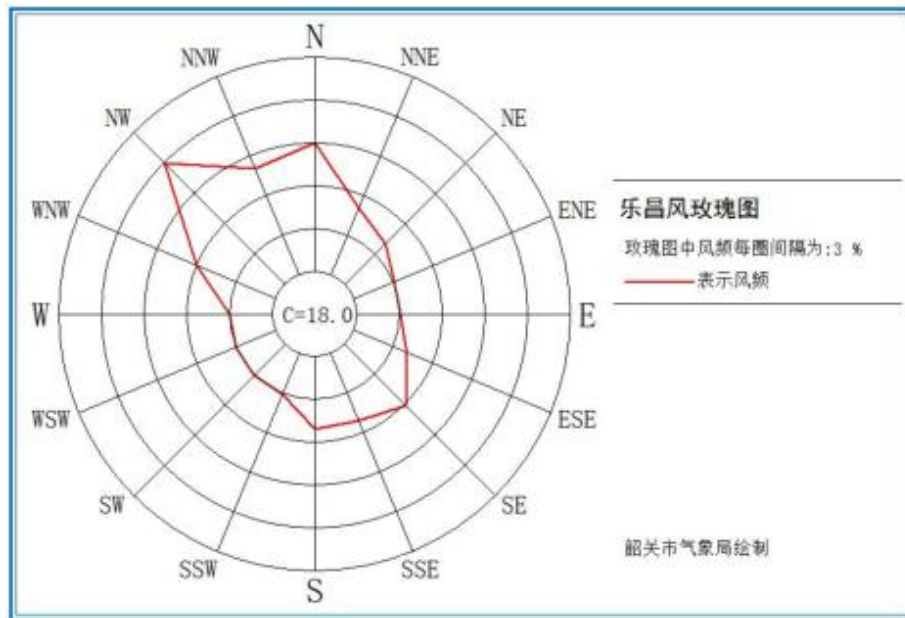 N
NNW
NNE
NW
NE
WNW
ENE
乐昌风玫瑰图
玫瑰图中风频每圈间隔为:3 %
表示风频
W
C=18.0
E
WSW
ESE
SW
SE
SSW
SSE
S
韶关市气象局绘制